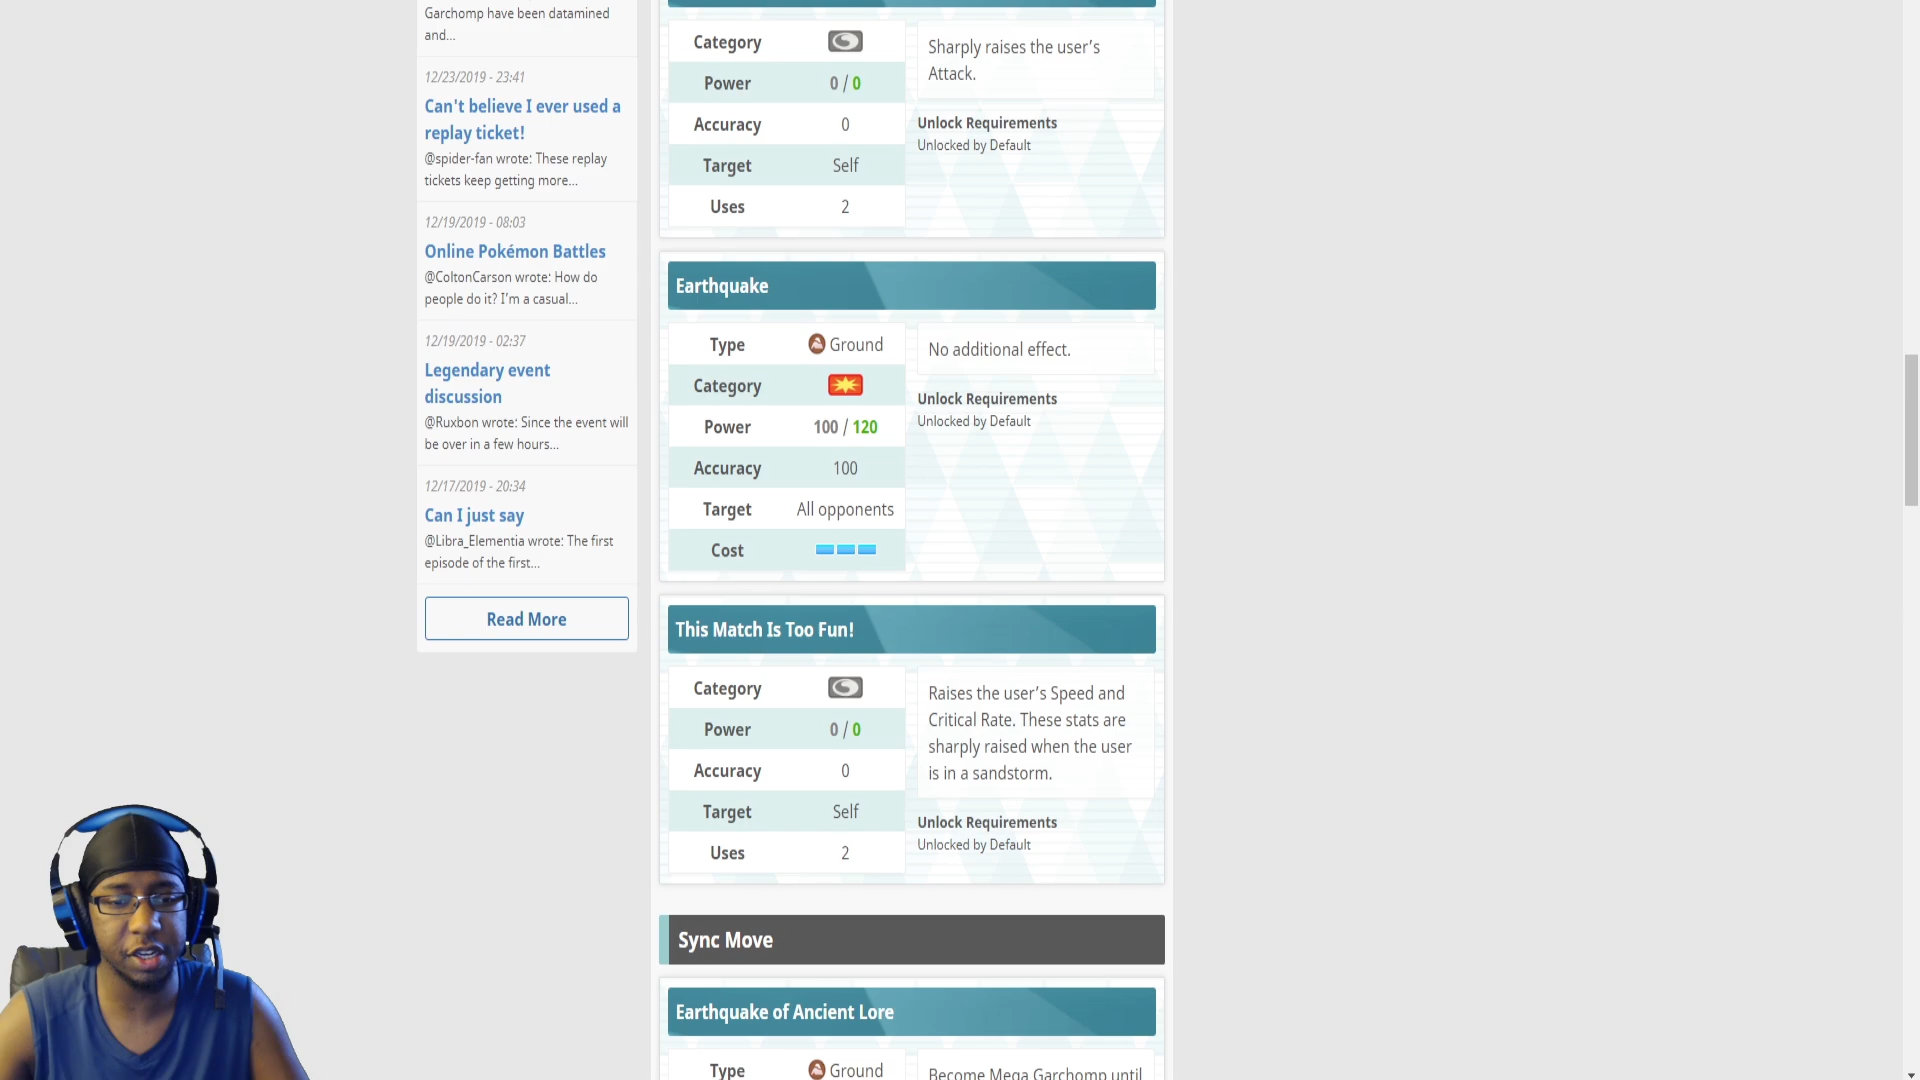 Garchomp have been datamined
and...
12/23/2019 - 23:41
Can't believe I ever used a
replay ticket!
@spider-fan wrote: These replay
tickets keep getting more...
12/19/2019 - 08:03
Online Pokémon Battles
@ColtonCarson wrote: How do
people do it? I'm a casual...
12/19/2019 - 02:37
Legendary event
discussion
@Ruxbon wrote: Since the event will
be over in a few hours...
12/17/2019 - 20:34
Can I just say
@Libra_Elementia wrote: The first
episode of the first...
Read More
Category
Power 0 / 0
Accuracy 0
Target Self
Uses 2
Sharply raises the user's
Attack.
Unlock Requirements
Unlocked by Default
Earthquake
Type Ground
Category
Power 100 / 120
Accuracy 100
Target All opponents
Cost
No additional effect.
Unlock Requirements
Unlocked by Default
This Match Is Too Fun!
Category
Power 0 / 0
Accuracy 0
Target Self
Uses 2
Raises the user's Speed and
Critical Rate. These stats are
sharply raised when the user
is in a sandstorm.
Unlock Requirements
Unlocked by Default
Sync Move
Earthquake of Ancient Lore
Type Ground
Become Mega Garchomp until